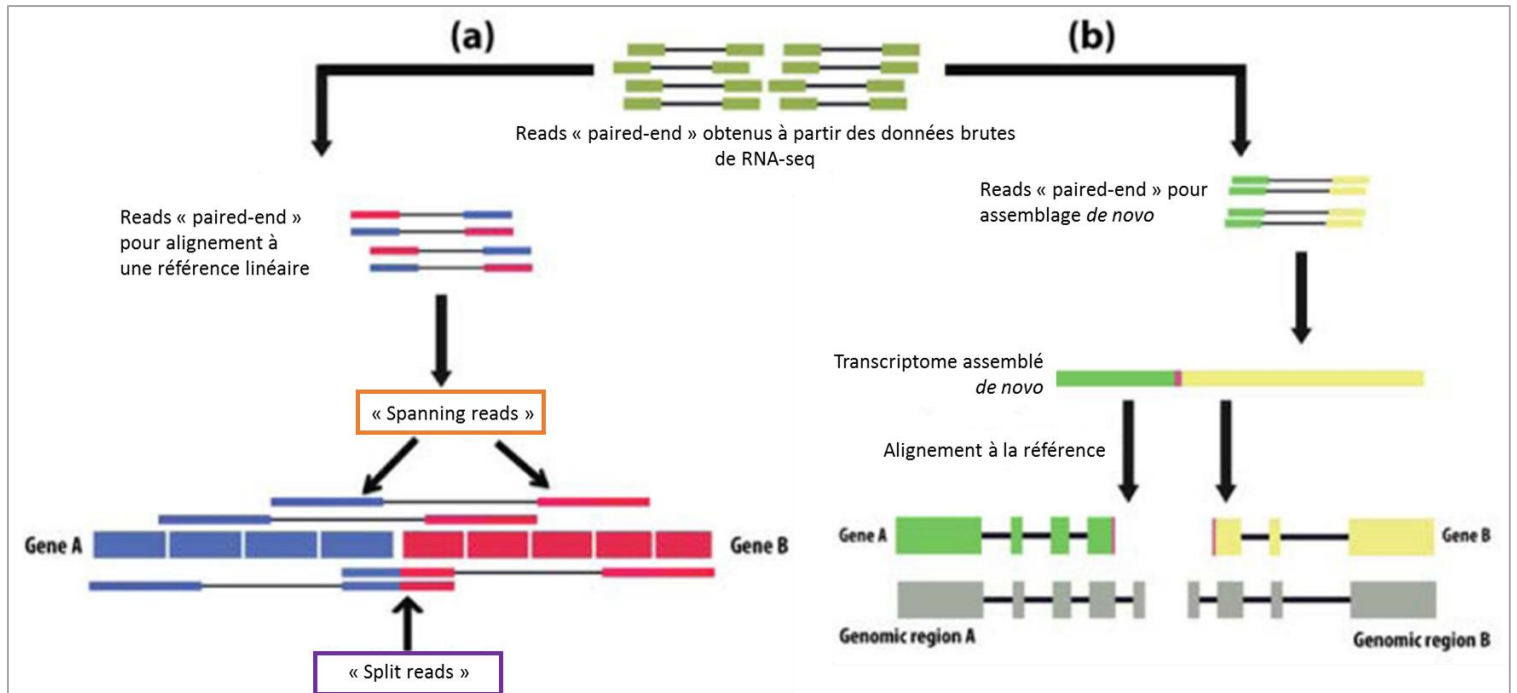 (a)
(b)
Reads « paired-end » obtenus à partir des données brutes
de RNA-seq
Reads « paired-end »
pour alignement à
une référence linéaire
Reads « paired-end » pour
assemblage de novo
« Spanning reads »
Transcriptome assemblé
de novo
Alignement à la référence
Gene A
Gene B
« Split reads »
Gene A
Gene B
Genomic region A
Genomic region B